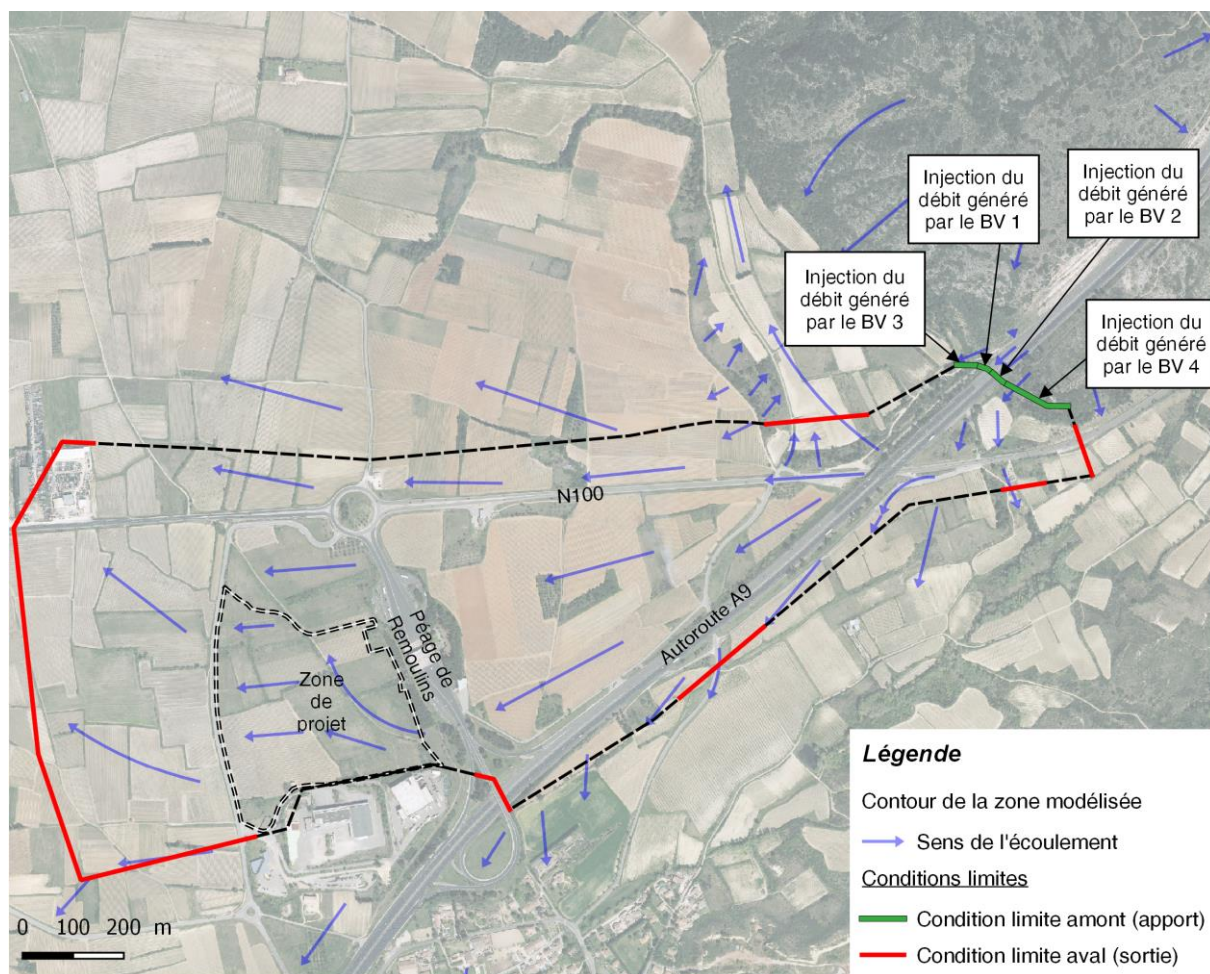 Injection du
débit généré
par le BV 1
Injection du
débit généré
par le BV 2
Injection du
débit généré
par le BV 3
Injection du
débit généré
par le BV 4
N100
Autoroute A9
Péage de
Remoulins
Zone
de
projet
0 100 200 m
Légende
Contour de la zone modélisée
Sens de l'écoulement
Conditions limites
Condition limite amont (apport)
Condition limite aval (sortie)